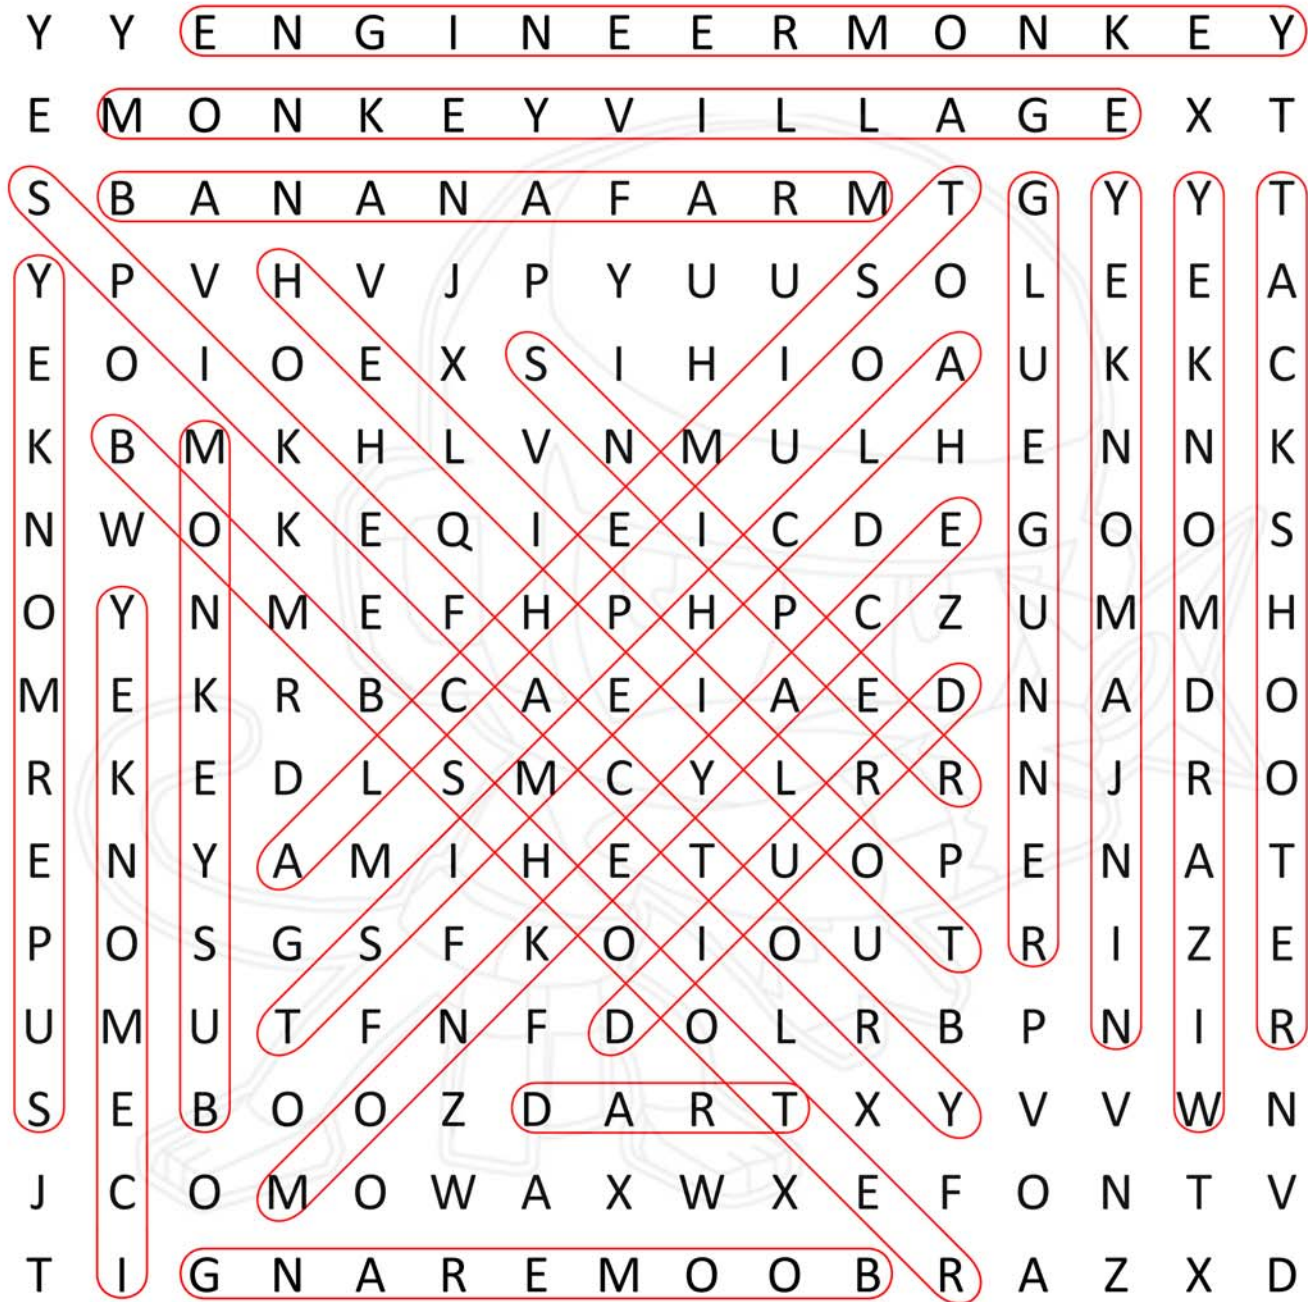 Y Y E N G I N E E R M O N K E Y
E M O N K E Y V I L L A G E X T
S B A N A N A F A R M T G Y Y T
Y P V H V J P Y U U S O L E E A
E O I O E X S I H I O A U K K C
K B M K H L V N M U L H E N N K
N W O K E Q I E I C D E G O O S
O Y N M E F H P H P C Z U M M H
M E K R B C A E I A E D N A D O
R K E D L S M C Y L R R N J R O
E N Y A M I H E T U O P E N A T
P O S G S F K O I O U T R I Z E
U M U T F N F D O L R B P N I R
S E B O O Z D A R T X Y V V W N
J C O M O W A X W X E F O N T V
T I G N A R E M O O B R A Z X D